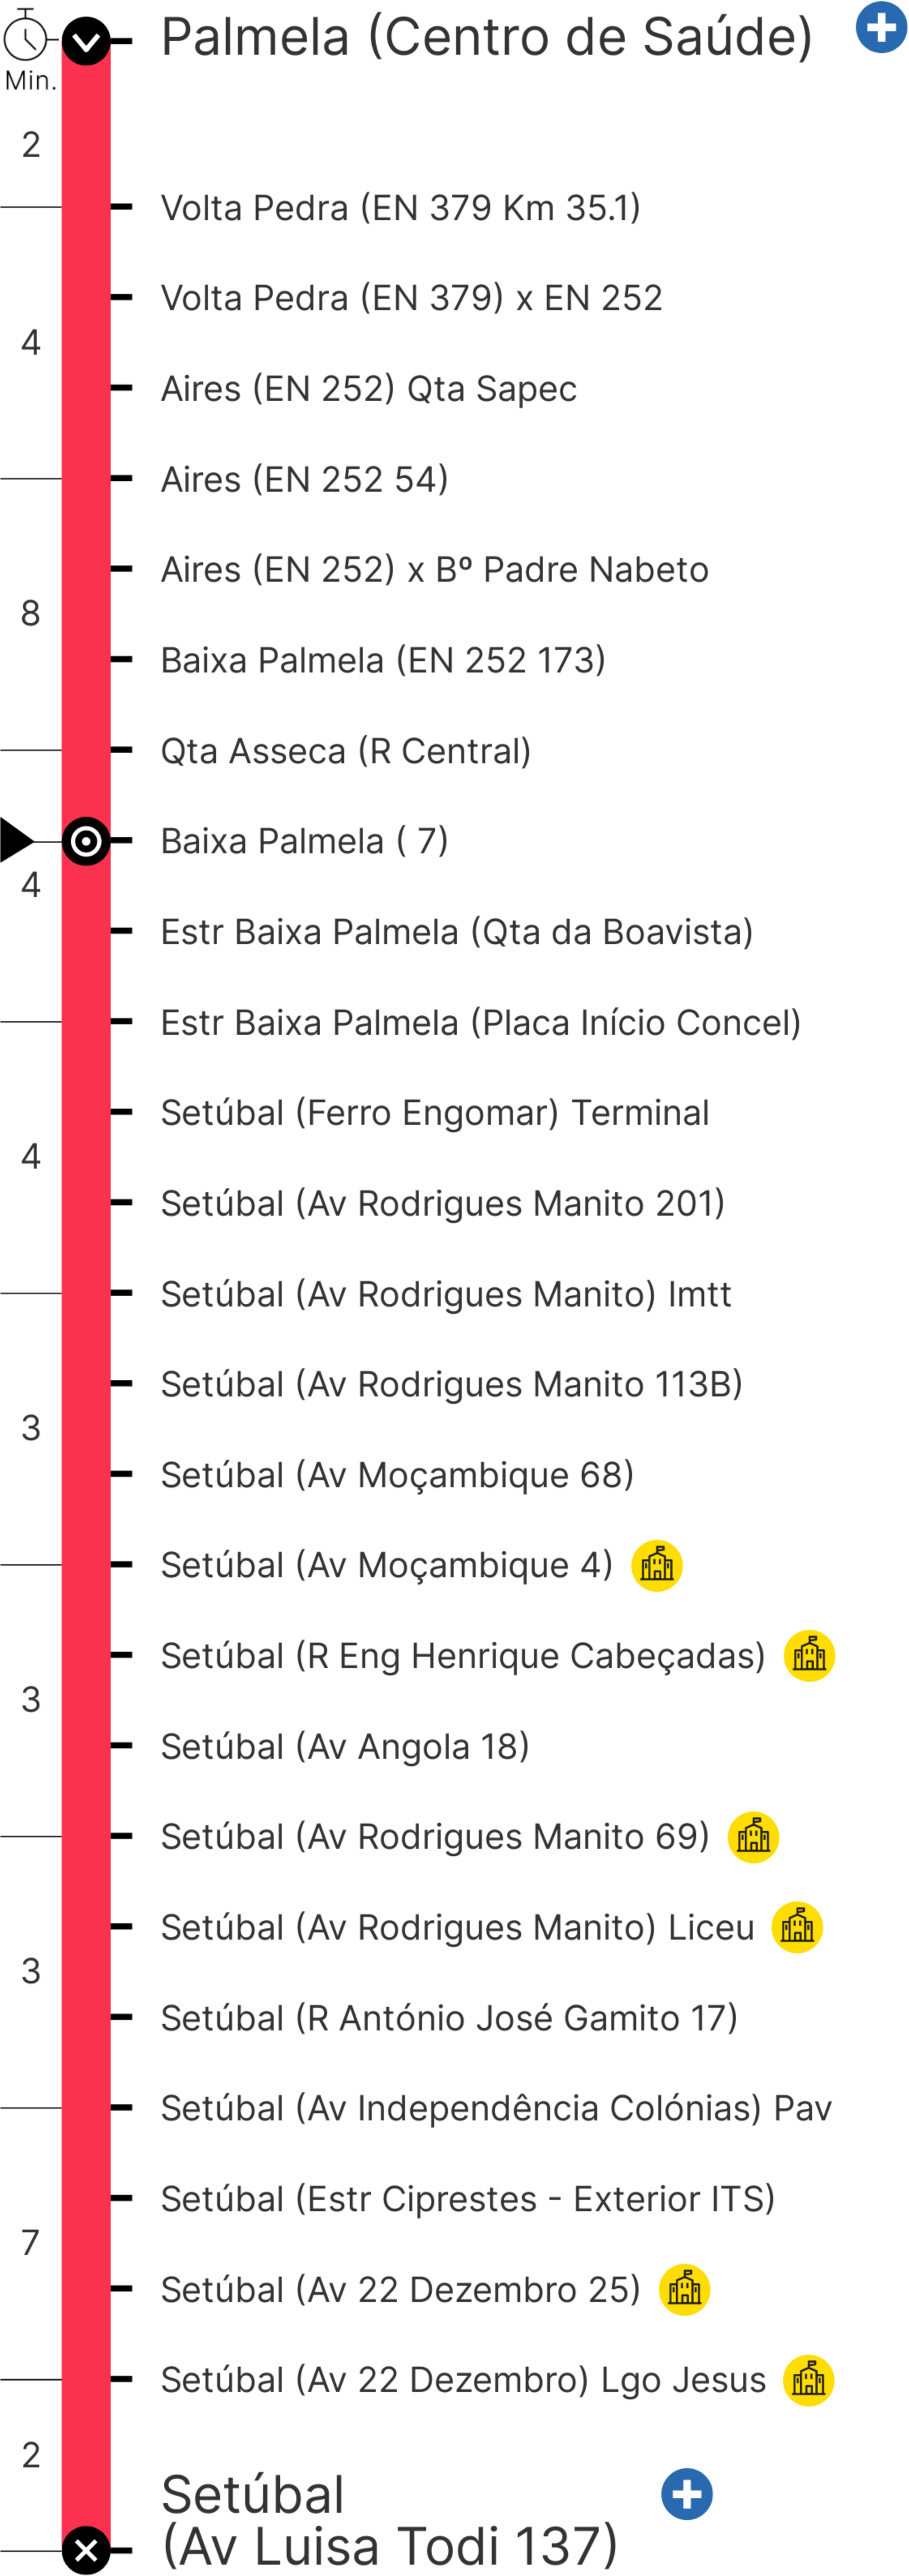 Palmela (Centro de Saúde)
Min.
2
Volta Pedra (EN 379 Km 35.1)
Volta Pedra (EN 379) x EN 252
4
Aires (EN 252) Qta Sapec
Aires (EN 252 54)
Aires (EN 252) x Bº Padre Nabeto
8
Baixa Palmela (EN 252 173)
Qta Asseca (R Central)
Baixa Palmela ( 7)
4
Estr Baixa Palmela (Qta da Boavista)
Estr Baixa Palmela (Placa Início Concel)
Setúbal (Ferro Engomar) Terminal
4
Setúbal (Av Rodrigues Manito 201)
Setúbal (Av Rodrigues Manito) Imtt
Setúbal (Av Rodrigues Manito 113B)
3
Setúbal (Av Moçambique 68)
Setúbal (Av Moçambique 4)
Setúbal (R Eng Henrique Cabeçadas)
3
Setúbal (Av Angola 18)
Setúbal (Av Rodrigues Manito 69)
Setúbal (Av Rodrigues Manito) Liceu
3
Setúbal (R António José Gamito 17)
Setúbal (Av Independência Colónias) Pav
Setúbal (Estr Ciprestes - Exterior ITS)
7
Setúbal (Av 22 Dezembro 25)
Setúbal (Av 22 Dezembro) Lgo Jesus
2
Setúbal
(Av Luisa Todi 137)